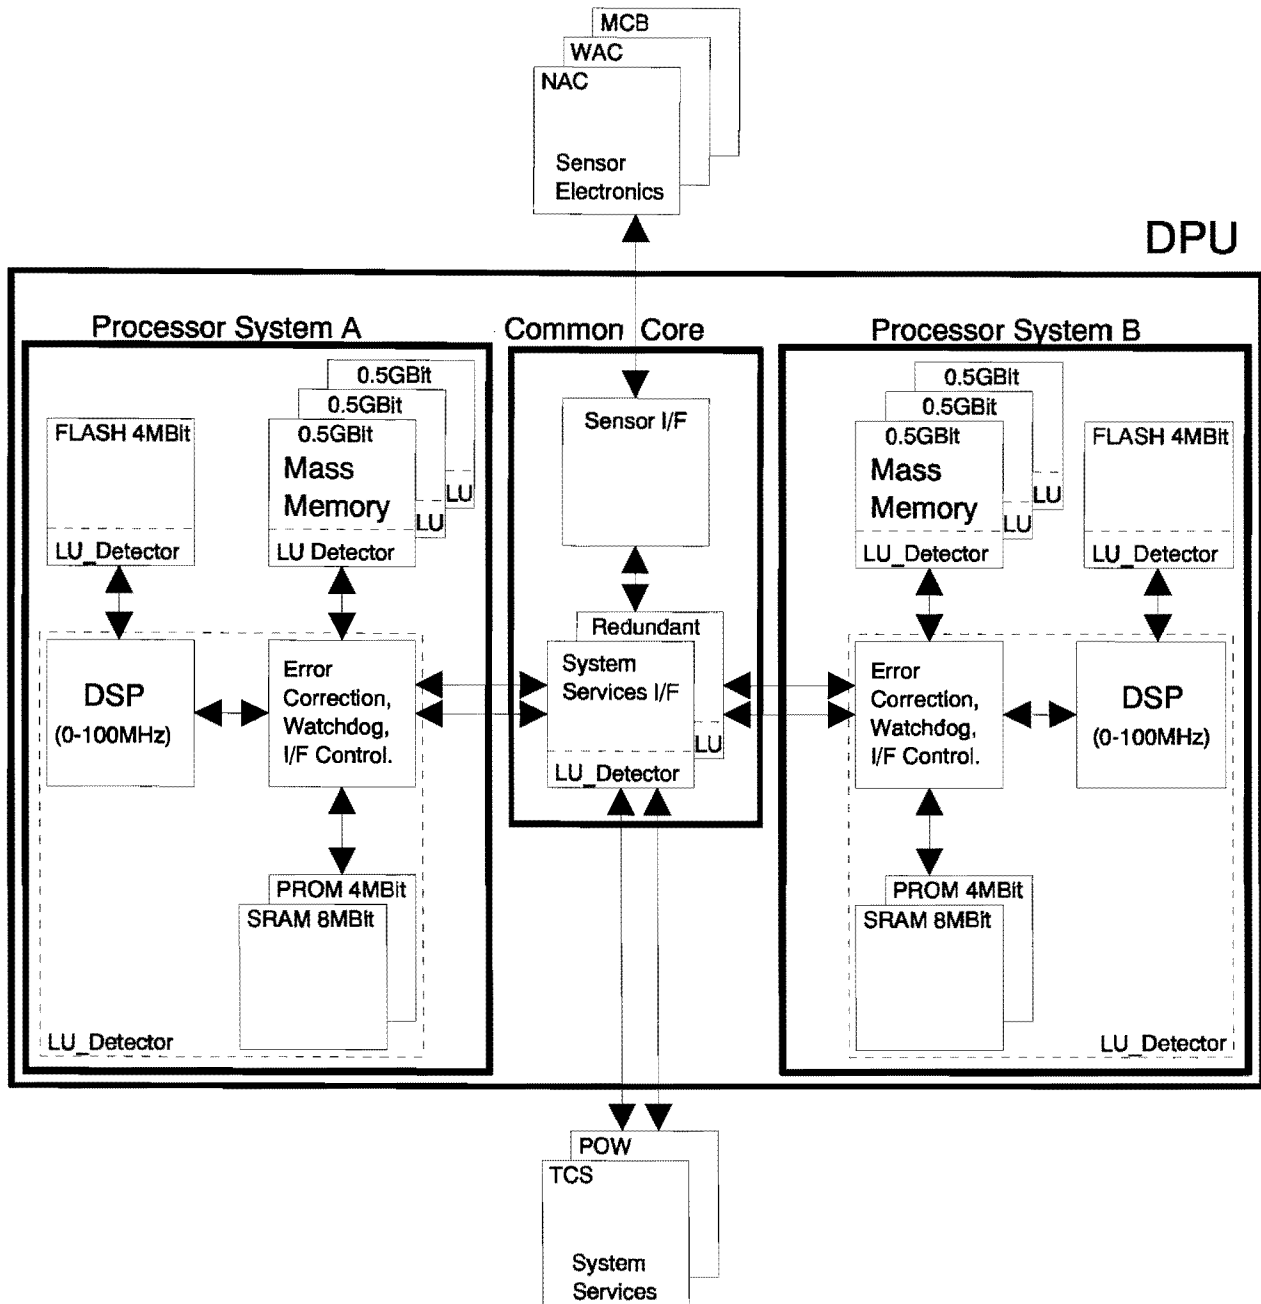 MCB
WAC
NAC
Sensor
Electronics
DPU
Processor System A
Common Core
Processor System B
0.5GBit
0.5GBit
0.5GBit
Mass
Memory
LU
LU
LU Detector
FLASH 4MBit
LU_Detector
Sensor I/F
0.5GBit
0.5GBit
0.5GBit
Mass
Memory
LU
LU
LU_Detector
FLASH 4MBit
LU_Detector
DSP
(0-100MHz)
Error
Correction,
Watchdog,
I/F Control.
Redundant
System
Services I/F
LU
LU_Detector
Error
Correction,
Watchdog,
I/F Control.
DSP
(0-100MHz)
PROM 4MBit
SRAM 8MBit
LU_Detector
PROM 4MBit
SRAM 8MBit
LU_Detector
POW
TCS
System
Services